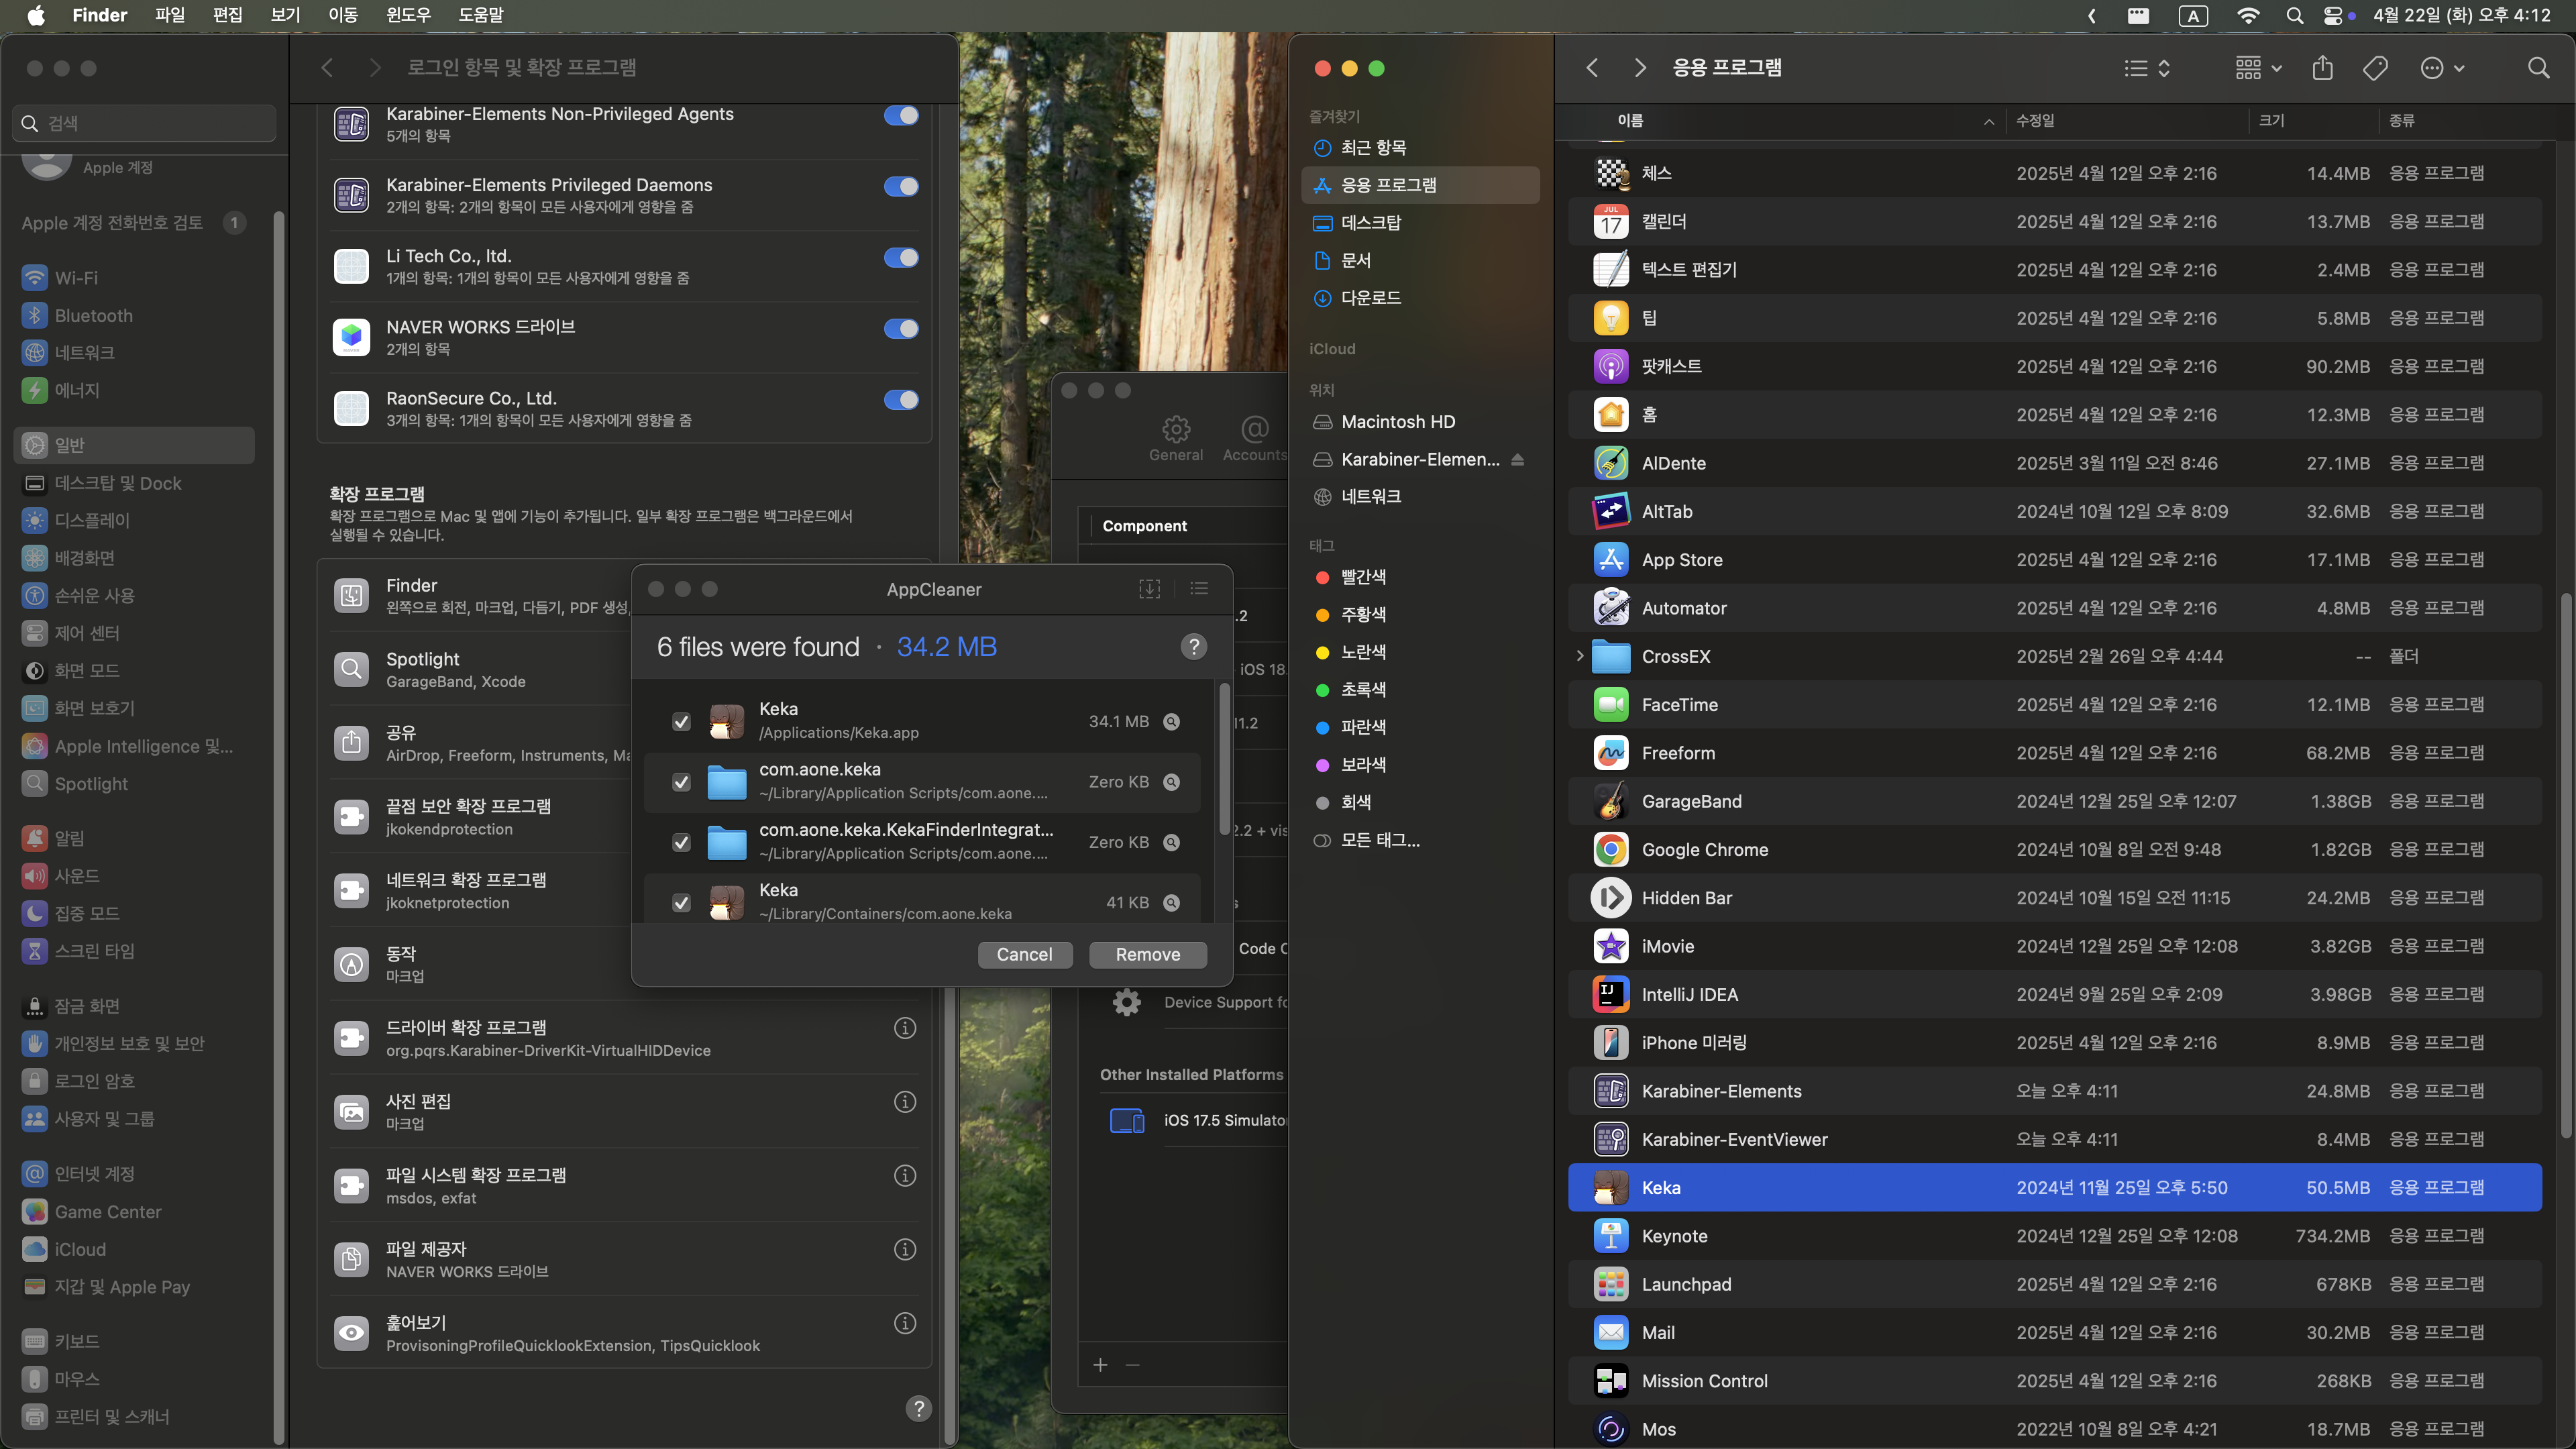 Finder 파일 편집 보기 이동 윈도우 도움말
A 4월 22일 (화) 오후 4:12
검색
Apple 계정
Apple 계정 전화번호 검토 1
Wi-Fi
Bluetooth
네트워크
에너지
일반
데스크탑 및 Dock
디스플레이
배경화면
손쉬운 사용
제어 센터
화면 모드
화면 보호기
Apple Intelligence 및...
Spotlight
알림
사운드
집중 모드
스크린 타임
잠금 화면
개인정보 보호 및 보안
로그인 암호
사용자 및 그룹
인터넷 계정
Game Center
iCloud
지갑 및 Apple Pay
키보드
마우스
프린터 및 스캐너
로그인 항목 및 확장 프로그램
Karabiner-Elements Non-Privileged Agents
5개의 항목
Karabiner-Elements Privileged Daemons
2개의 항목: 2개의 항목이 모든 사용자에게 영향을 줌
Li Tech Co., ltd.
1개의 항목: 1개의 항목이 모든 사용자에게 영향을 줌
NAVER WORKS 드라이브
2개의 항목
RaonSecure Co., Ltd.
3개의 항목: 1개의 항목이 모든 사용자에게 영향을 줌
확장 프로그램
확장 프로그램으로 Mac 및 앱에 기능이 추가됩니다. 일부 확장 프로그램은 백그라운드에서
실행될 수 있습니다.
Finder
왼쪽으로 회전, 마크업, 다듬기, PDF 생성,
Spotlight
GarageBand, Xcode
공유
AirDrop, Freeform, Instruments, Ma
끝점 보안 확장 프로그램
jkokendprotection
네트워크 확장 프로그램
jkoknetprotection
동작
마크업
드라이버 확장 프로그램
org.pqrs.Karabiner-DriverKit-VirtualHIDDevice
사진 편집
마크업
파일 시스템 확장 프로그램
msdos, exfat
파일 제공자
NAVER WORKS 드라이브
훑어보기
ProvisoningProfileQuicklookExtension, TipsQuicklook
?
AppCleaner
6 files were found · 34.2 MB ?
Keka
/Applications/Keka.app
34.1 MB
com.aone.keka
~/Library/Application Scripts/com.aone....
Zero KB
com.aone.keka.KekaFinderIntegrat...
~/Library/Application Scripts/com.aone....
Zero KB
Keka
~/Library/Containers/com.aone.keka
41 KB
Cancel Remove
General Accounts
Component
.2
iOS 18.
11.2
2.2 + vis
s
Code C
Device Support fo
Other Installed Platforms
iOS 17.5 Simulator
+ −
즐겨찾기
최근 항목
응용 프로그램
데스크탑
문서
다운로드
iCloud
위치
Macintosh HD
Karabiner-Elemen...
네트워크
태그
빨간색
주황색
노란색
초록색
파란색
보라색
회색
모든 태그...
응용 프로그램
이름 수정일 크기 종류
체스 2025년 4월 12일 오후 2:16 14.4MB 응용 프로그램
JUL
17
캘린더 2025년 4월 12일 오후 2:16 13.7MB 응용 프로그램
텍스트 편집기 2025년 4월 12일 오후 2:16 2.4MB 응용 프로그램
팁 2025년 4월 12일 오후 2:16 5.8MB 응용 프로그램
팟캐스트 2025년 4월 12일 오후 2:16 90.2MB 응용 프로그램
홈 2025년 4월 12일 오후 2:16 12.3MB 응용 프로그램
AlDente 2025년 3월 11일 오전 8:46 27.1MB 응용 프로그램
AltTab 2024년 10월 12일 오후 8:09 32.6MB 응용 프로그램
App Store 2025년 4월 12일 오후 2:16 17.1MB 응용 프로그램
Automator 2025년 4월 12일 오후 2:16 4.8MB 응용 프로그램
CrossEX 2025년 2월 26일 오후 4:44 -- 폴더
FaceTime 2025년 4월 12일 오후 2:16 12.1MB 응용 프로그램
Freeform 2025년 4월 12일 오후 2:16 68.2MB 응용 프로그램
GarageBand 2024년 12월 25일 오후 12:07 1.38GB 응용 프로그램
Google Chrome 2024년 10월 8일 오전 9:48 1.82GB 응용 프로그램
Hidden Bar 2024년 10월 15일 오전 11:15 24.2MB 응용 프로그램
iMovie 2024년 12월 25일 오후 12:08 3.82GB 응용 프로그램
IJ
IntelliJ IDEA 2024년 9월 25일 오후 2:09 3.98GB 응용 프로그램
iPhone 미러링 2025년 4월 12일 오후 2:16 8.9MB 응용 프로그램
Karabiner-Elements 오늘 오후 4:11 24.8MB 응용 프로그램
Karabiner-EventViewer 오늘 오후 4:11 8.4MB 응용 프로그램
Keka 2024년 11월 25일 오후 5:50 50.5MB 응용 프로그램
Keynote 2024년 12월 25일 오후 12:08 734.2MB 응용 프로그램
Launchpad 2025년 4월 12일 오후 2:16 678KB 응용 프로그램
Mail 2025년 4월 12일 오후 2:16 30.2MB 응용 프로그램
Mission Control 2025년 4월 12일 오후 2:16 268KB 응용 프로그램
Mos 2022년 10월 8일 오후 4:21 18.7MB 응용 프로그램